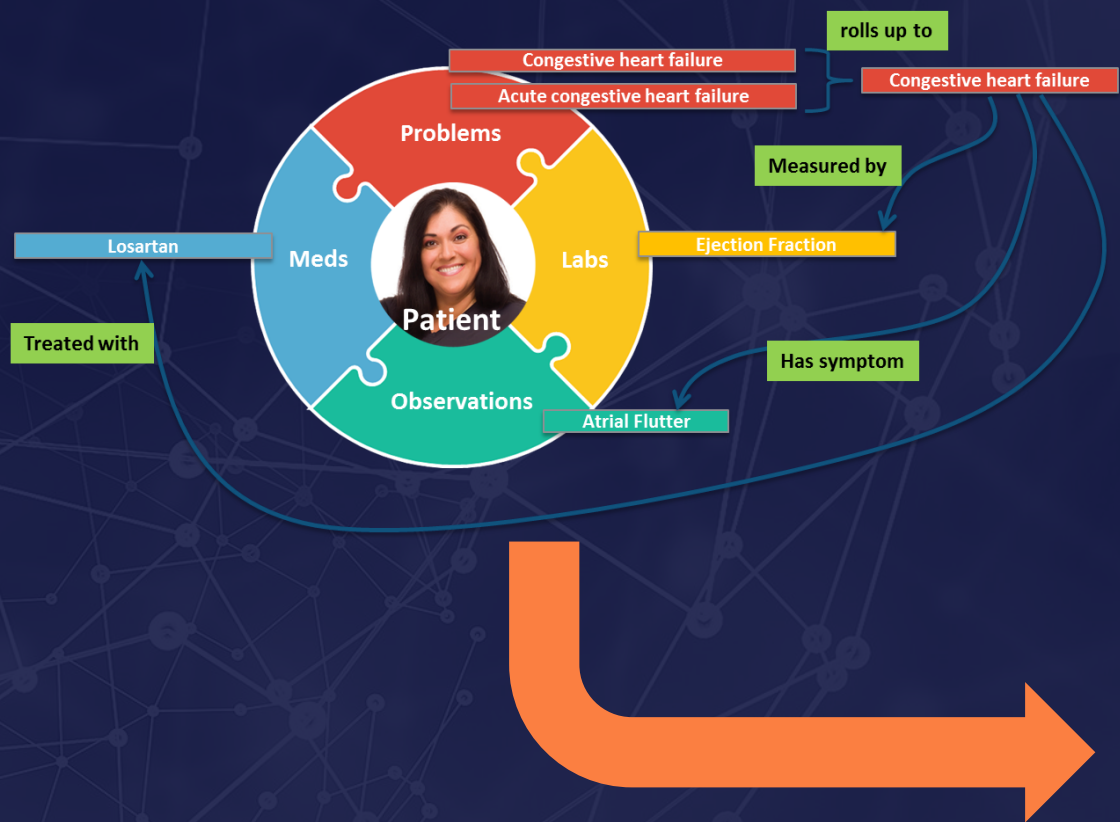 rolls up to
Congestive heart failure
Congestive heart failure
Acute congestive heart failure
Problems
Measured by
Losartan
Meds
Labs
Ejection Fraction
Patient
Treated with
Has symptom
Observations
Atrial Flutter